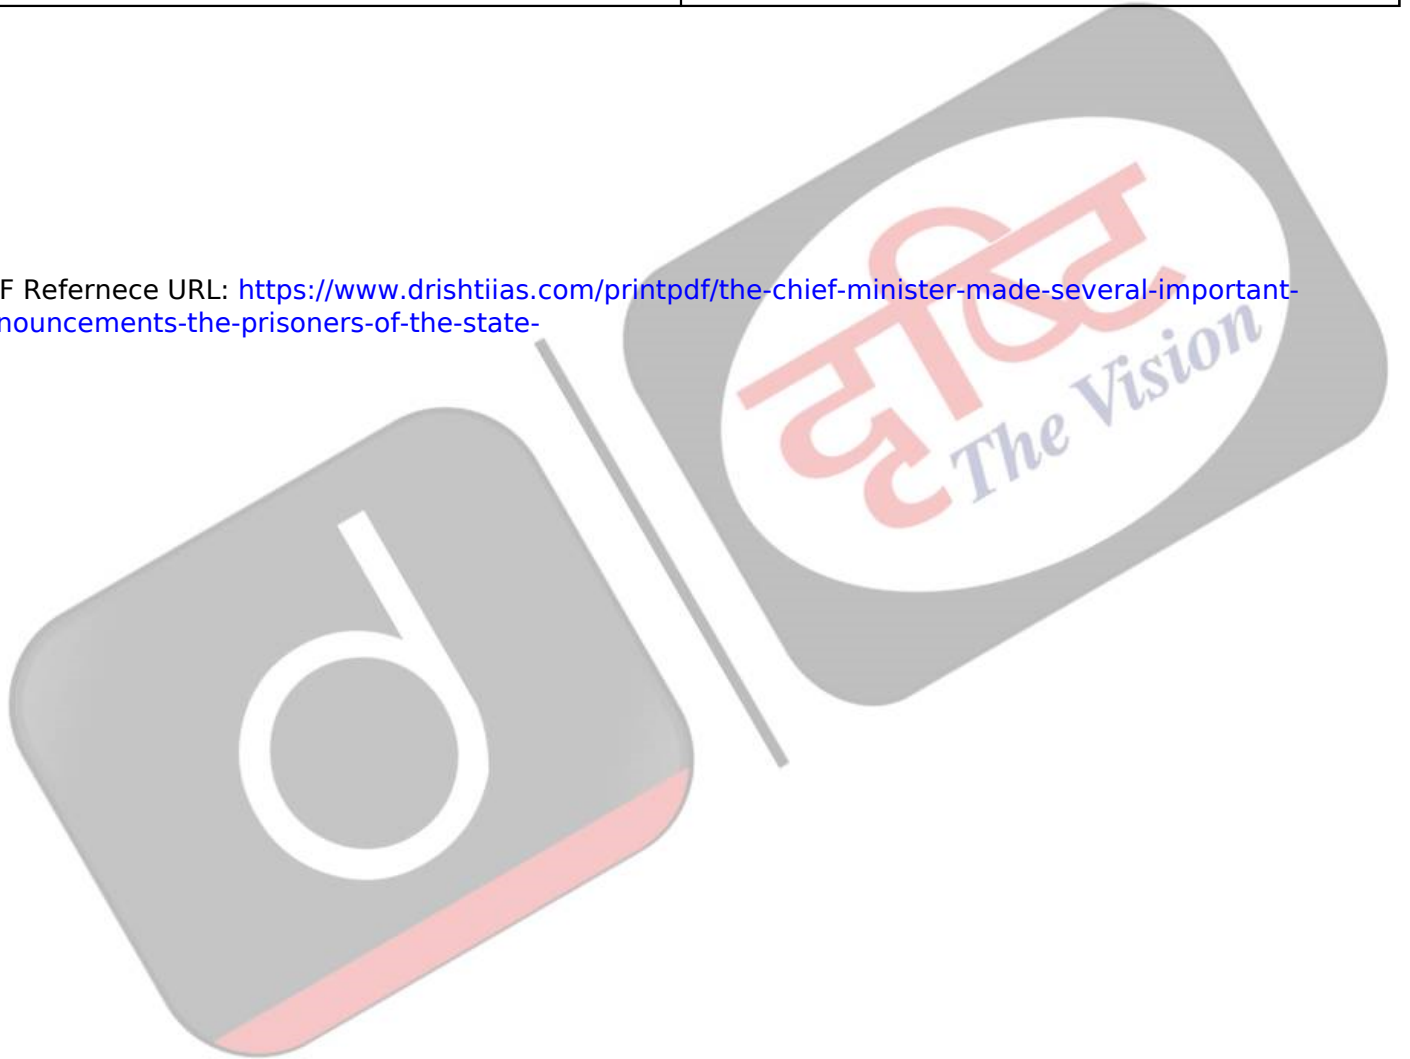 F Refernece URL: https://www.drishtiias.com/printpdf/the-chief-minister-made-several-important-
nouncements-the-prisoners-of-the-state-
दृष्टि
The Vision
d